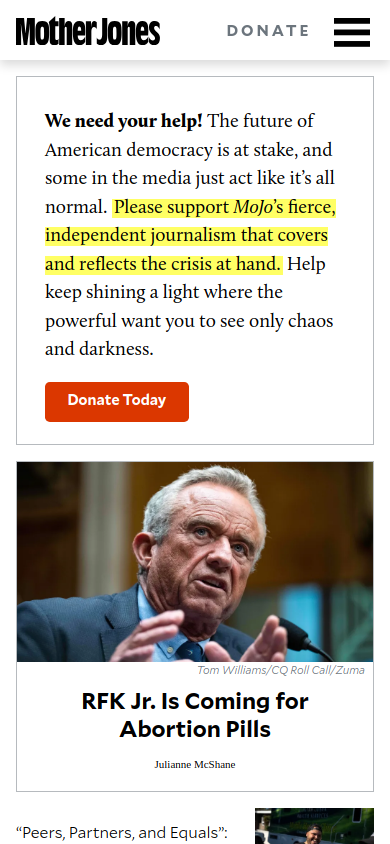 Mother Jones
DONATE
We need your help! The future of
American democracy is at stake, and
some in the media just act like it’s all
normal. Please support MoJo’s fierce,
independent journalism that covers
and reflects the crisis at hand. Help
keep shining a light where the
powerful want you to see only chaos
and darkness.
Donate Today
Tom Williams/CQ Roll Call/Zuma
RFK Jr. Is Coming for
Abortion Pills
Julianne McShane
“Peers, Partners, and Equals”: